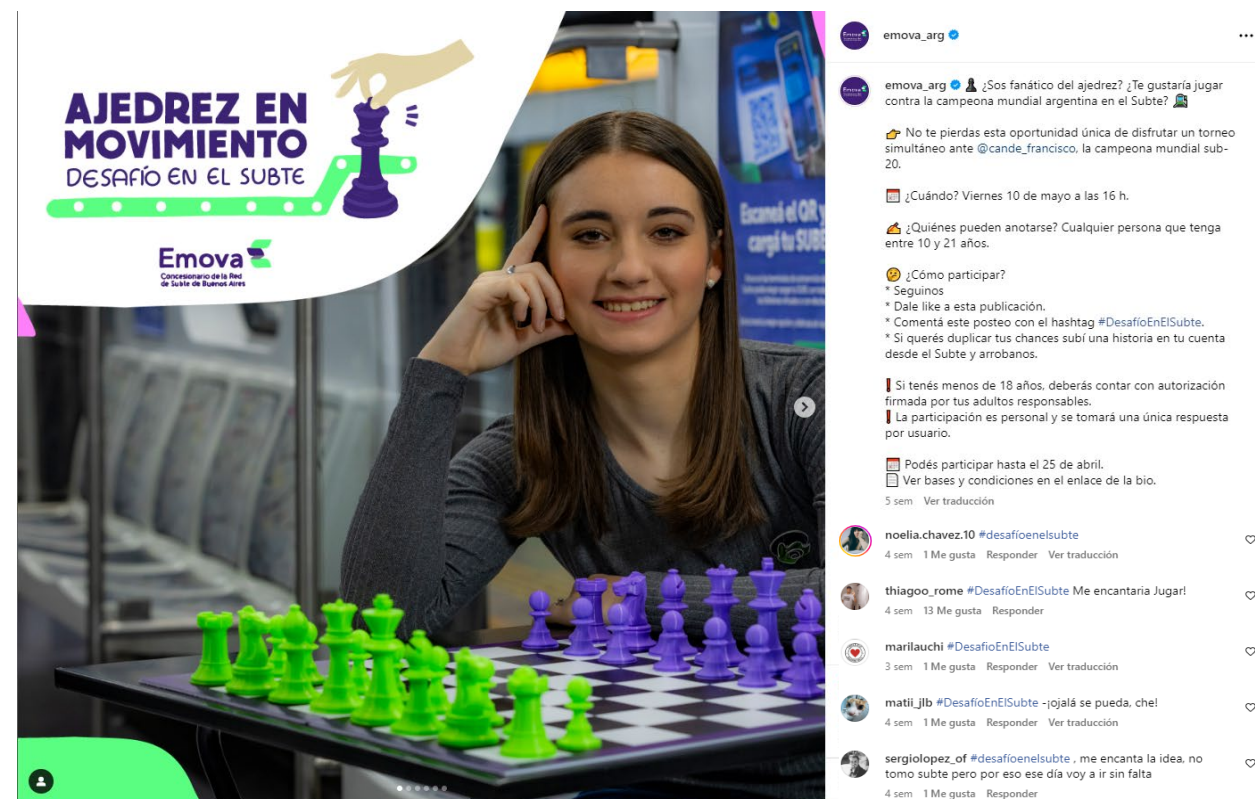 AJEDREZ EN
MOVIMIENTO
DESAFÍO EN EL SUBTE
Emova
Concesionario de la Red
de Subte de Buenos Aires
Escaneá el QR y
cargá tu SUBE
emova_arg
emova_arg ¿Sos fanático del ajedrez? ¿Te gustaría jugar
contra la campeona mundial argentina en el Subte?
No te pierdas esta oportunidad única de disfrutar un torneo
simultáneo ante @cande_francisco, la campeona mundial sub-
20.
¿Cuándo? Viernes 10 de mayo a las 16 h.
¿Quiénes pueden anotarse? Cualquier persona que tenga
entre 10 y 21 años.
¿Cómo participar?
* Seguinos
* Dale like a esta publicación.
* Comentá este posteo con el hashtag #DesafíoEnElSubte.
* Si querés duplicar tus chances subí una historia en tu cuenta
desde el Subte y arrobanos.
Si tenés menos de 18 años, deberás contar con autorización
firmada por tus adultos responsables.
La participación es personal y se tomará una única respuesta
por usuario.
Podés participar hasta el 25 de abril.
Ver bases y condiciones en el enlace de la bio.
5 sem Ver traducción
noelia.chavez.10 #desafíoenelsubte
4 sem 1 Me gusta Responder Ver traducción
thiagoo_rome #DesafíoEnElSubte Me encantaria Jugar!
4 sem 13 Me gusta Responder
marilauchi #DesafioEnElSubte
3 sem 1 Me gusta Responder Ver traducción
matii_jlb #DesafíoEnElSubte -¡ojalá se pueda, che!
4 sem 1 Me gusta Responder Ver traducción
sergiolopez_of #desafíoenelsubte , me encanta la idea, no
tomo subte pero por eso ese día voy a ir sin falta
4 sem 1 Me gusta Responder